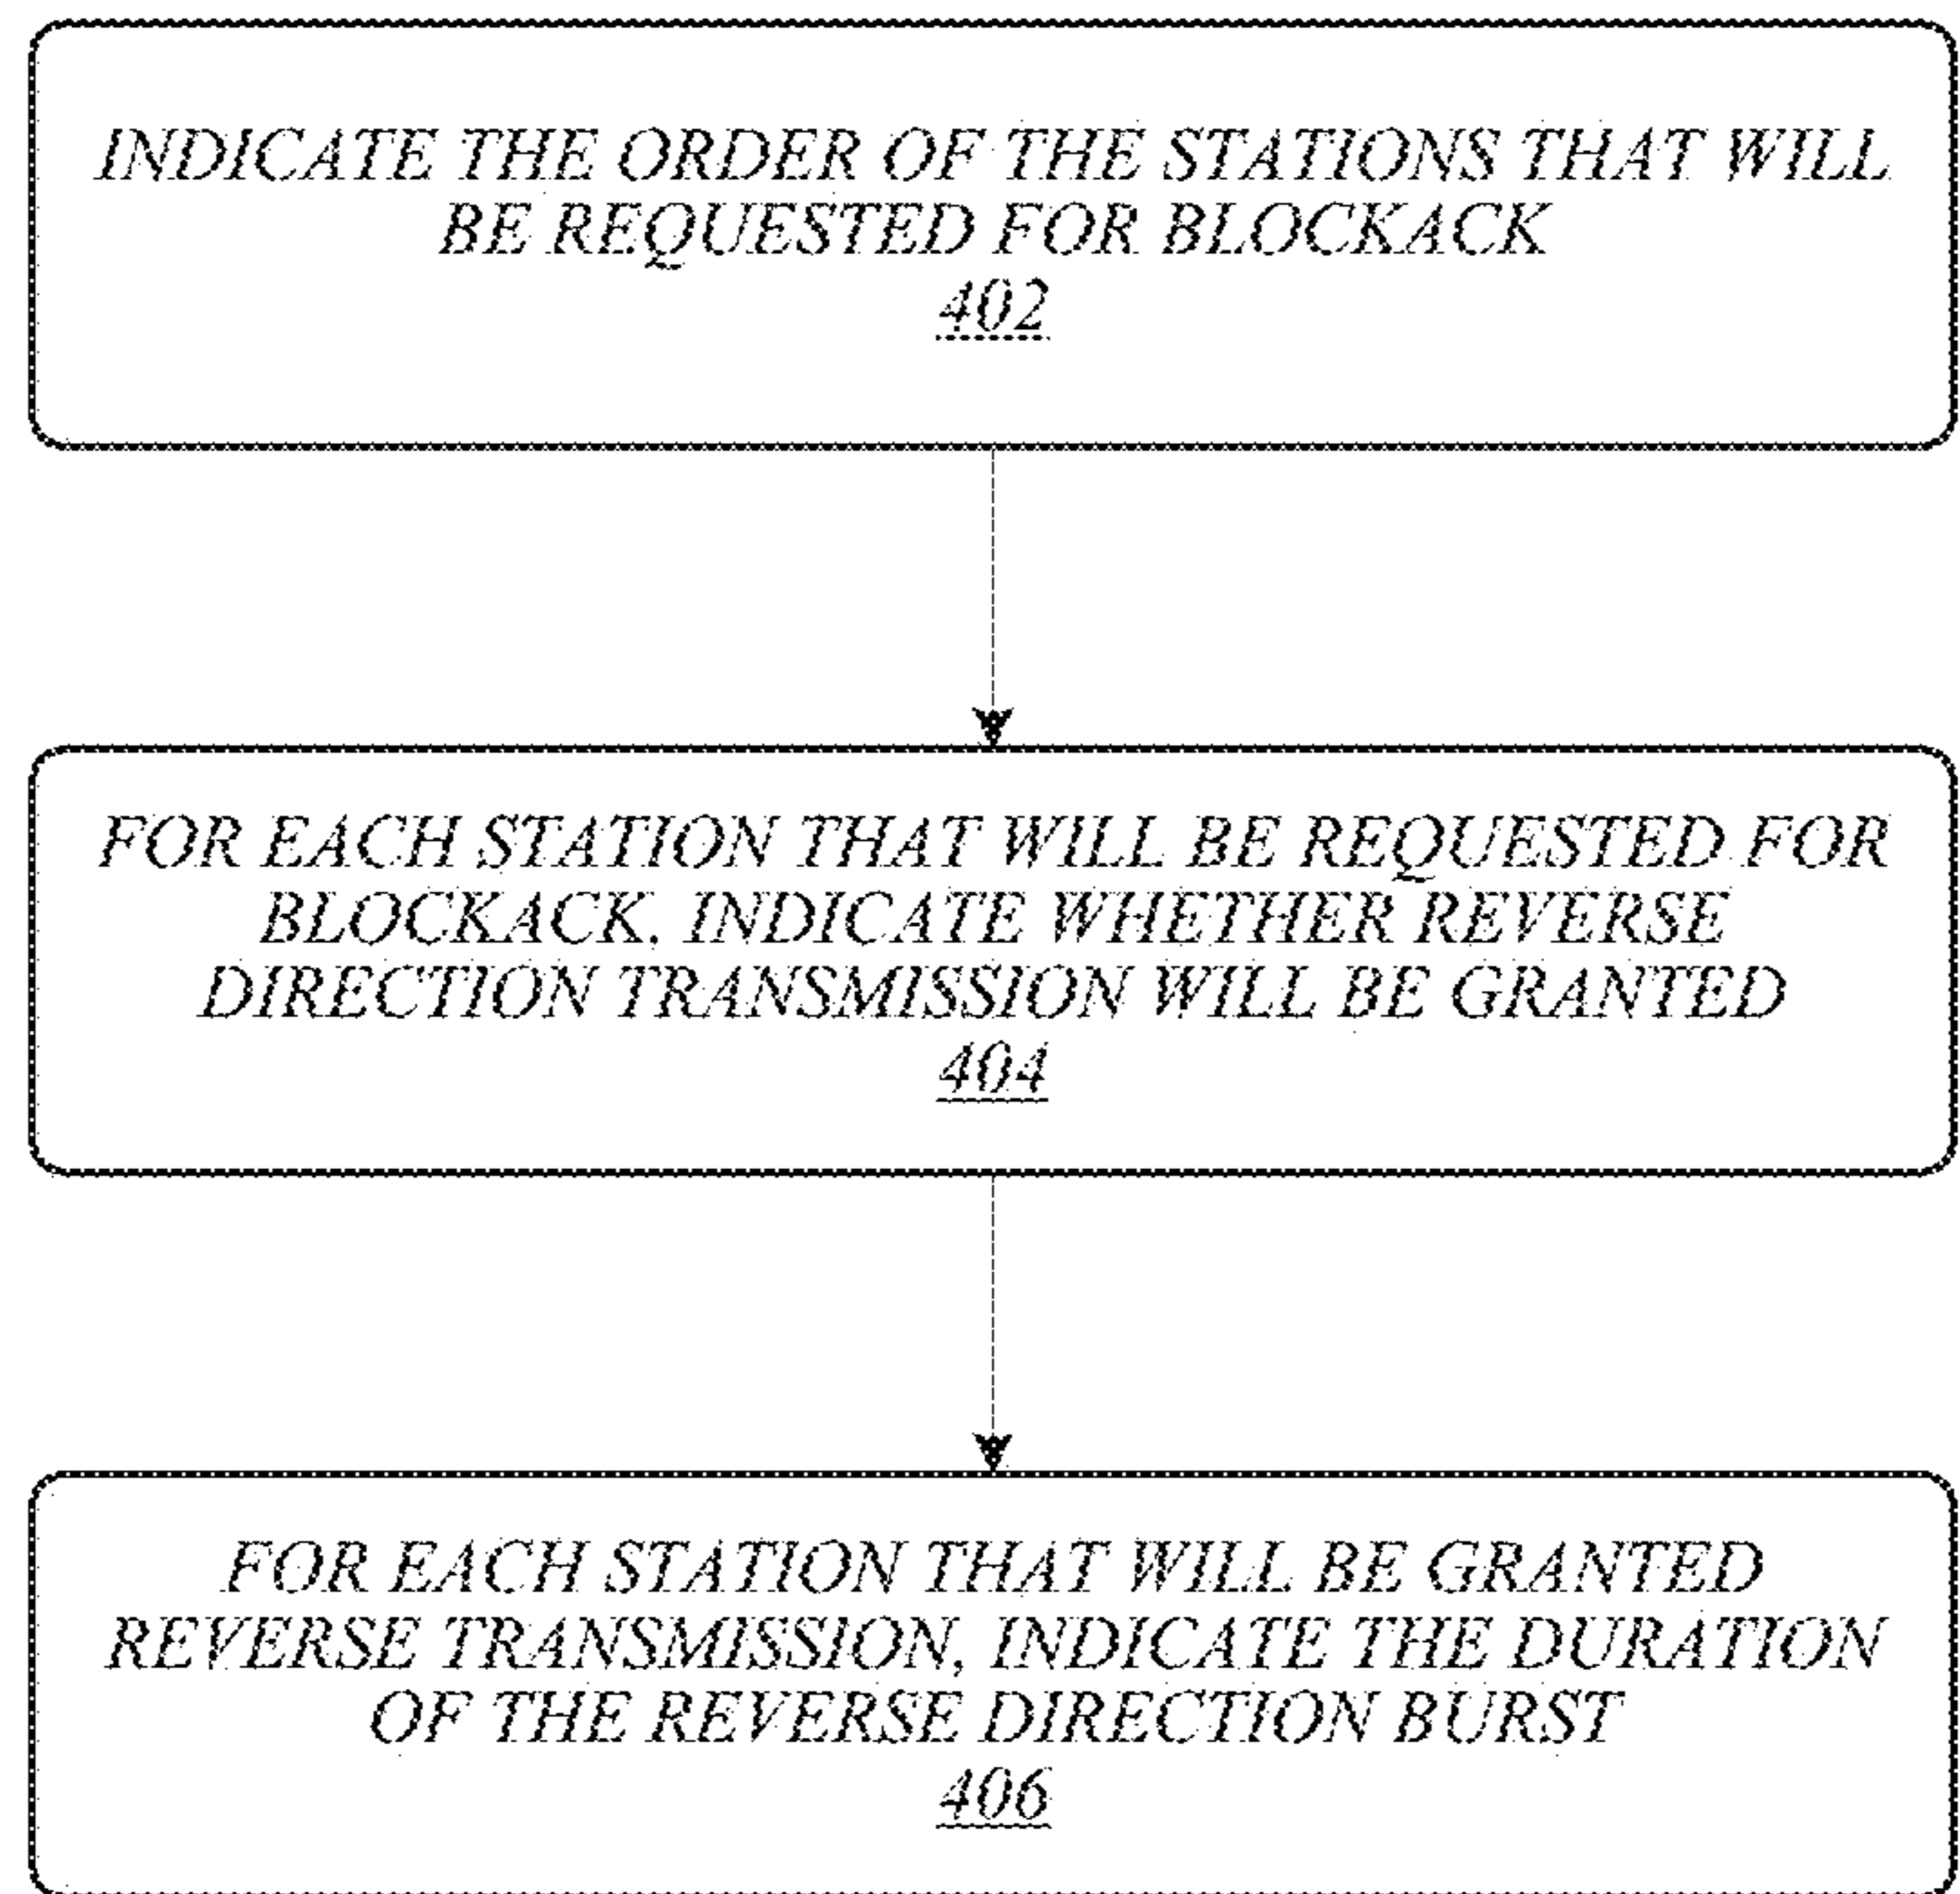 INDICATE THE ORDER OF THE STATIONS THAT WILL
BE REQUESTED FOR BLOCKACK
402
FOR EACH STATION THAT WILL BE REQUESTED FOR
BLOCKACK, INDICATE WHETHER REVERSE
DIRECTION TRANSMISSION WILL BE GRANTED
404
FOR EACH STATION THAT WILL BE GRANTED
REVERSE TRANSMISSION, INDICATE THE DURATION
OF THE REVERSE DIRECTION BURST
406